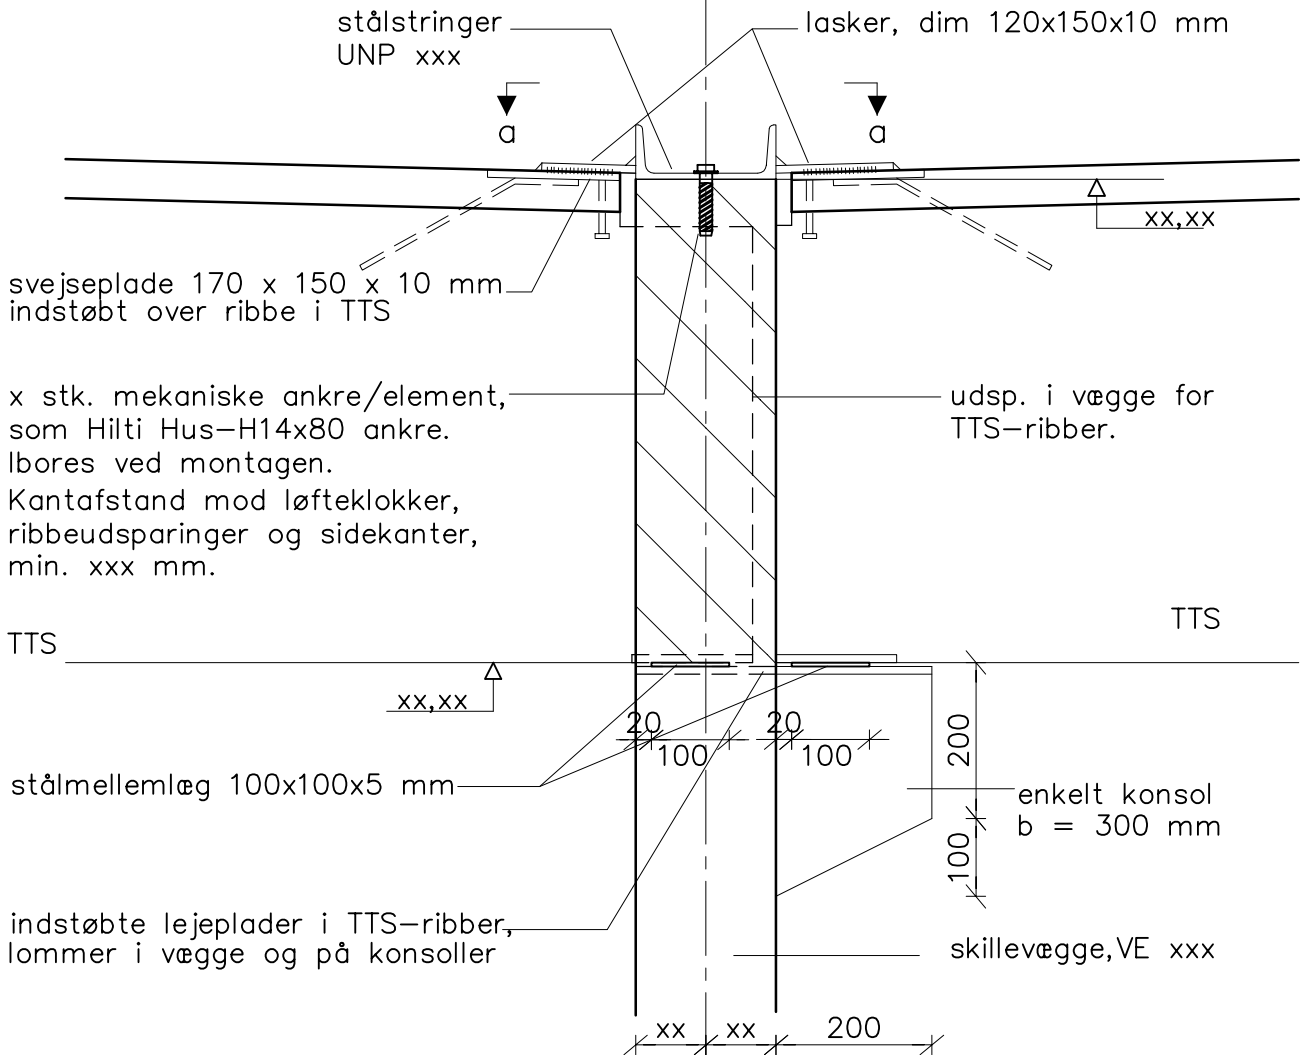 stålstringer
UNP xxx
lasker, dim 120x150x10 mm
a
a
xx,xx
svejseplade 170 x 150 x 10 mm
indstøbt over ribbe i TTS
x stk. mekaniske ankre/element,
som Hilti Hus-H14x80 ankre.
Ibores ved montagen.
Kantafstand mod løfteklokker,
ribbeudsparinger og sidekanter,
min. xxx mm.
udsp. i vægge for
TTS-ribber.
TTS
TTS
xx,xx
20
100
20
100
200
100
stålmellemlæg 100x100x5 mm
enkelt konsol
b = 300 mm
indstøbte lejeplader i TTS-ribber,
lommer i vægge og på konsoller
skillevægge,VE xxx
xx
xx
200